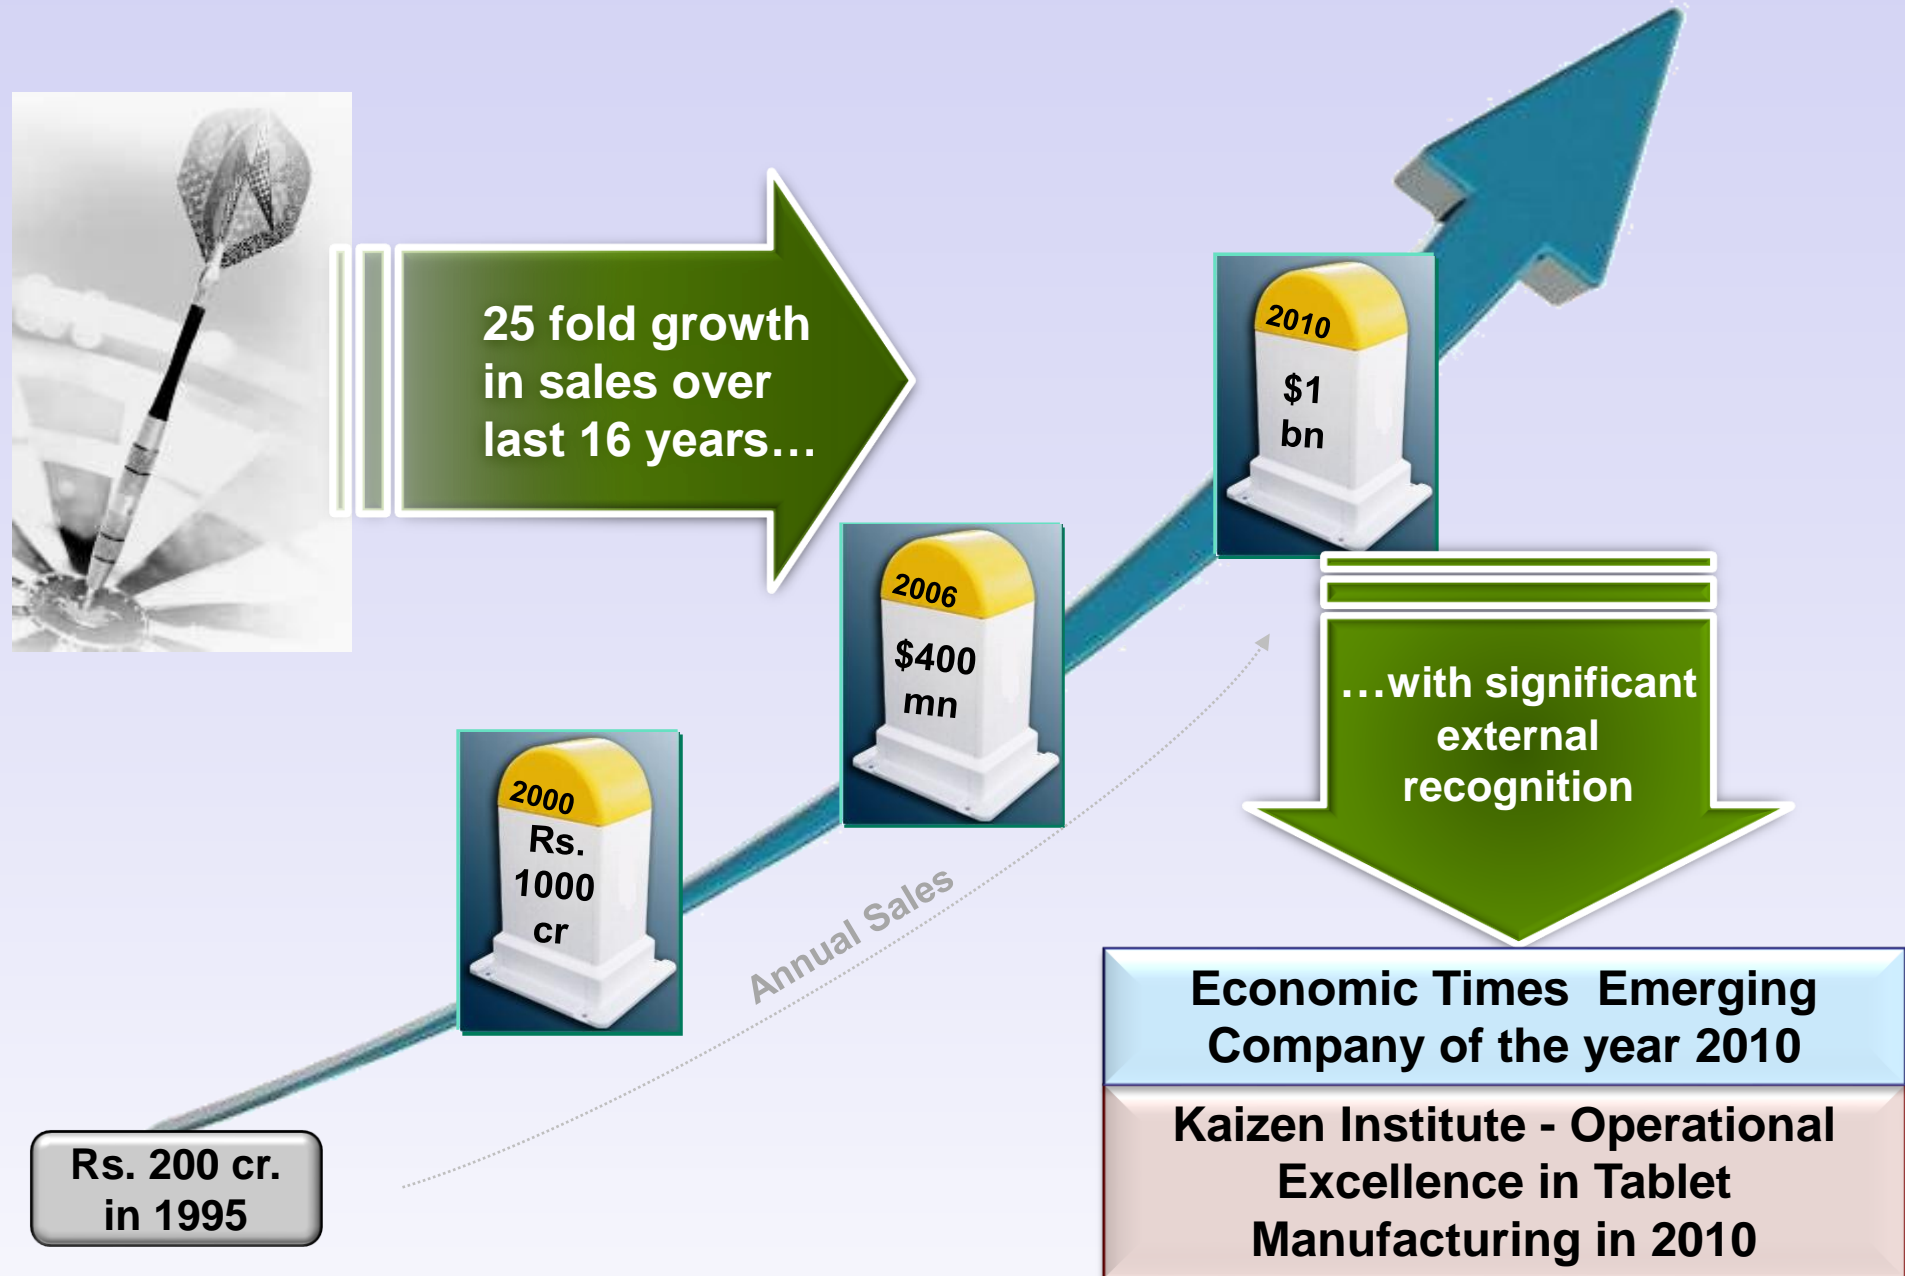 25 fold growth
in sales over
last 16 years…
2010
$1
bn
2006
$400
mn
…with significant
external
recognition
2000
Rs.
1000
cr
Annual Sales
Economic Times  Emerging
Company of the year 2010
Rs. 200 cr.
in 1995
Kaizen Institute - Operational
Excellence in Tablet
Manufacturing in 2010